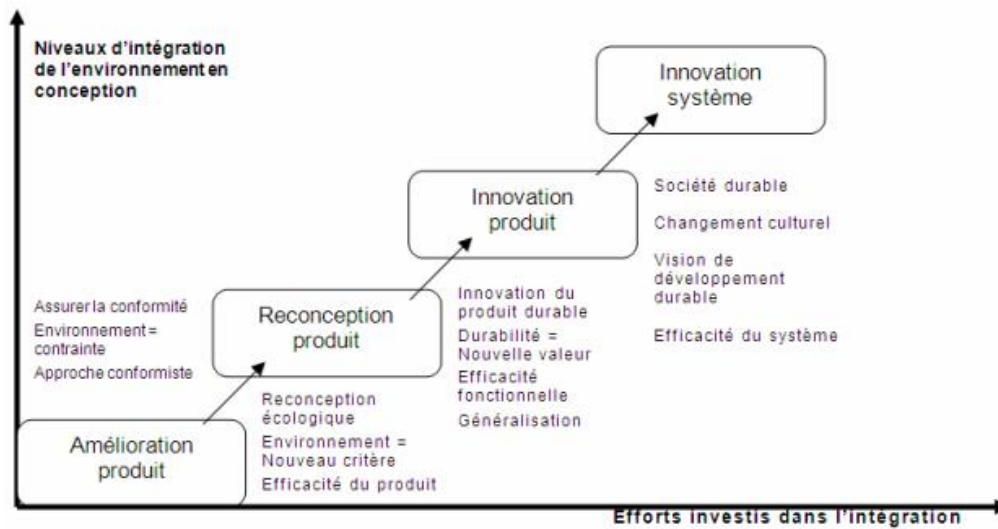 Niveaux d'intégration
de l'environnement en
conception
Innovation
système
Innovation
produit
Société durable
Changement culturel
Vision de
développement
durable
Efficacité du système
Assurer la conformité
Environnement =
contrainte
Approche conformiste
Reconception
produit
Innovation du
produit durable
Durabilité =
Nouvelle valeur
Efficacité
fonctionnelle
Généralisation
Reconception
écologique
Environnement =
Nouveau critère
Efficacité du produit
Amélioration
produit
Efforts investis dans l'intégration